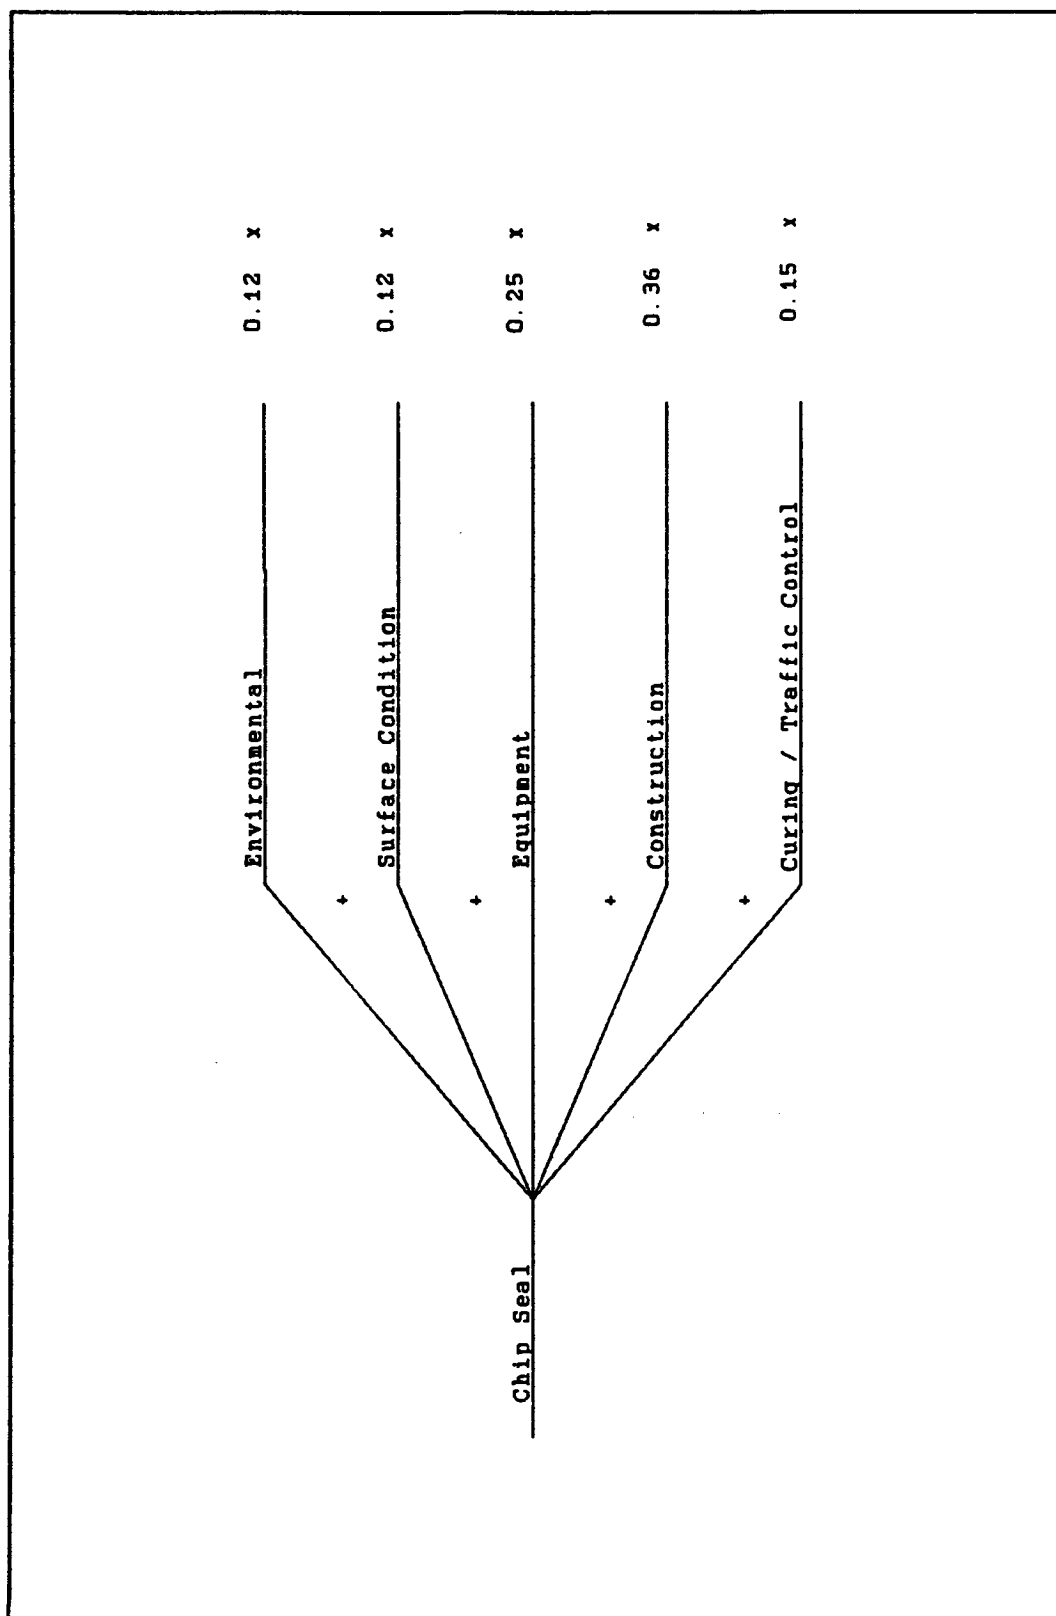 Environmental 0.12 x
+
Surface Condition 0.12 x
+
Chip Seal Equipment 0.25 x
+
Construction 0.36 x
+
Curing / Traffic Control 0.15 x